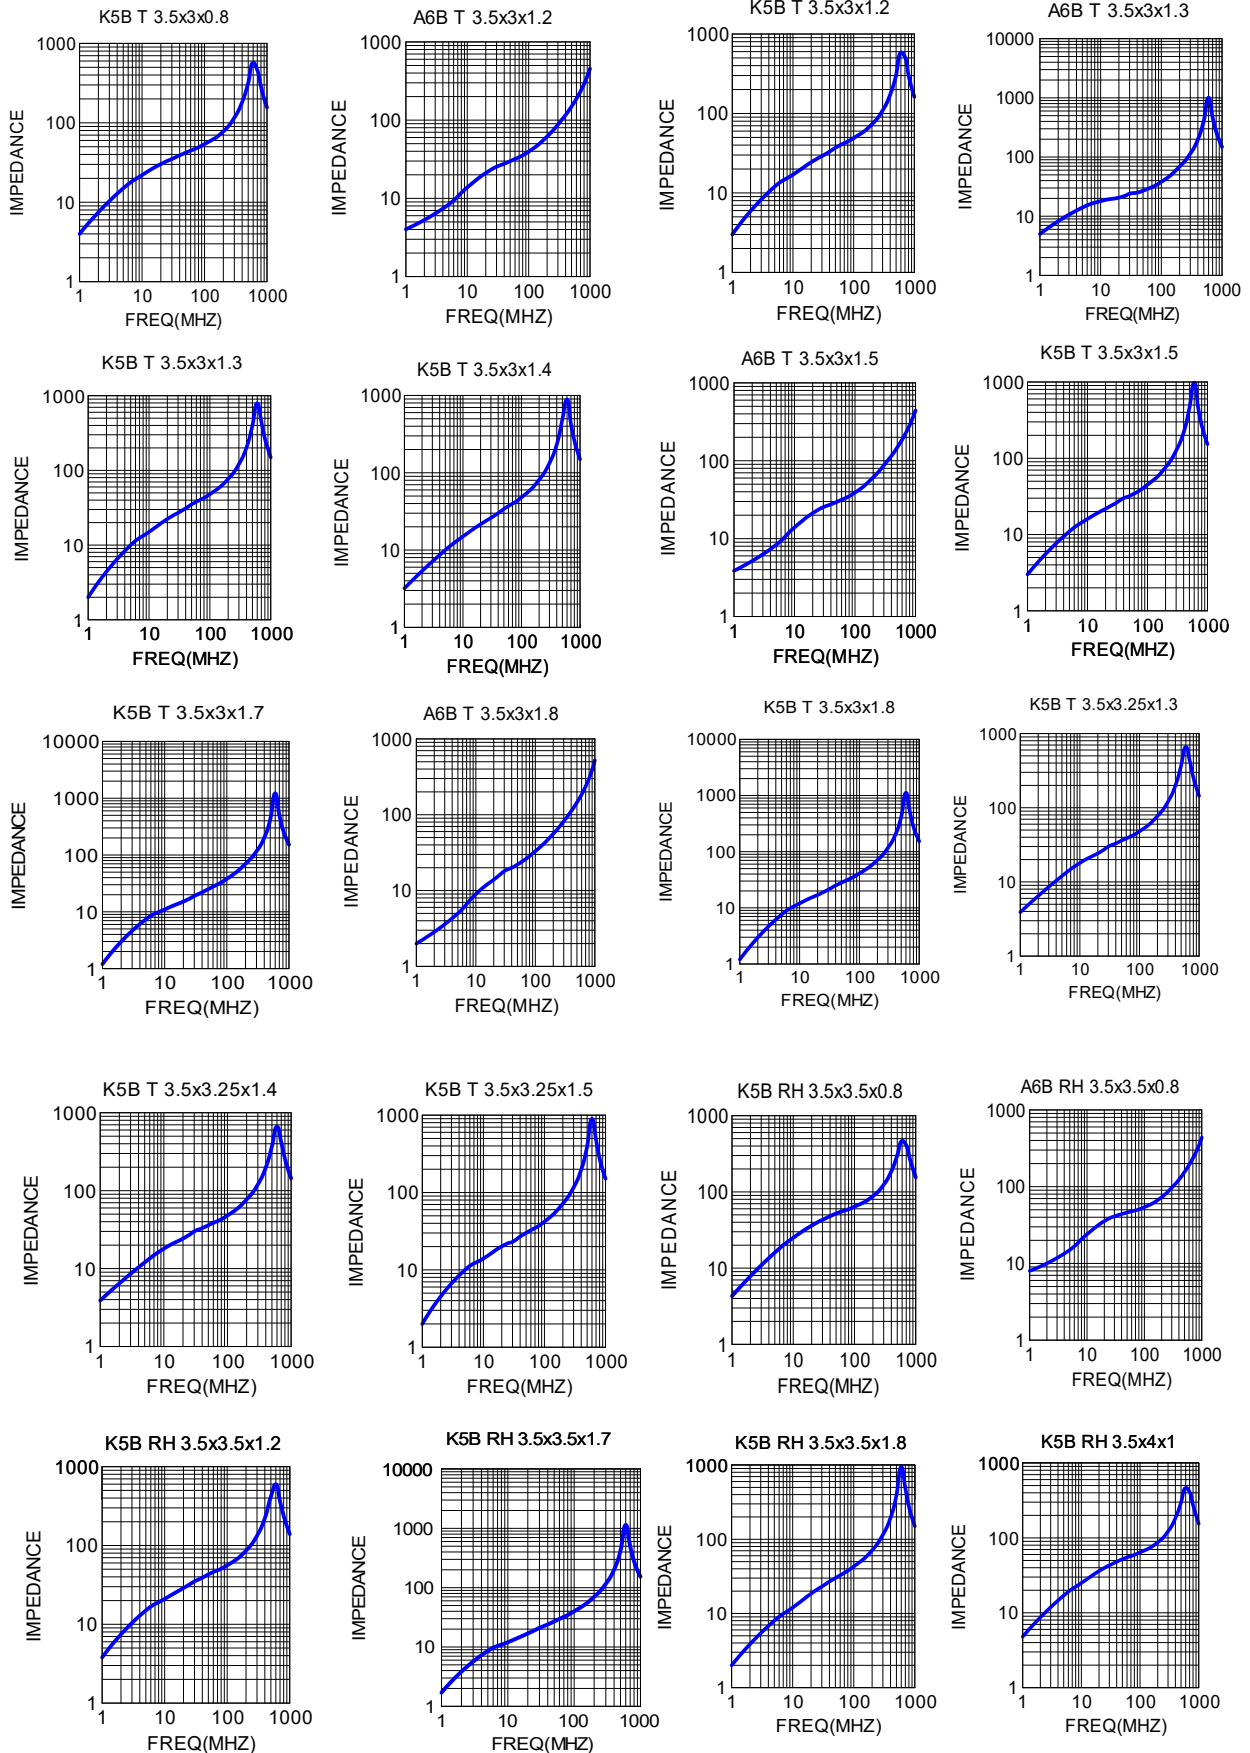 K5B T 3.5x3x0.8
1000
100
10
1
IMPEDANCE
1 10 100 1000
FREQ(MHZ)
A6B T 3.5x3x1.2
1000
100
10
1
IMPEDANCE
1 10 100 1000
FREQ(MHZ)
K5B T 3.5x3x1.2
1000
100
10
1
IMPEDANCE
1 10 100 1000
FREQ(MHZ)
A6B T 3.5x3x1.3
10000
1000
100
10
1
IMPEDANCE
1 10 100 1000
FREQ(MHZ)
K5B T 3.5x3x1.3
1000
100
10
1
IMPEDANCE
1 10 100 1000
FREQ(MHZ)
K5B T 3.5x3x1.4
1000
100
10
1
IMPEDANCE
1 10 100 1000
FREQ(MHZ)
A6B T 3.5x3x1.5
1000
100
10
1
IMPEDANCE
1 10 100 1000
FREQ(MHZ)
K5B T 3.5x3x1.5
1000
100
10
1
IMPEDANCE
1 10 100 1000
FREQ(MHZ)
K5B T 3.5x3x1.7
10000
1000
100
10
1
IMPEDANCE
1 10 100 1000
FREQ(MHZ)
A6B T 3.5x3x1.8
1000
100
10
1
IMPEDANCE
1 10 100 1000
FREQ(MHZ)
K5B T 3.5x3x1.8
10000
1000
100
10
1
IMPEDANCE
1 10 100 1000
FREQ(MHZ)
K5B T 3.5x3.25x1.3
1000
100
10
1
IMPEDANCE
1 10 100 1000
FREQ(MHZ)
K5B T 3.5x3.25x1.4
1000
100
10
1
IMPEDANCE
1 10 100 1000
FREQ(MHZ)
K5B T 3.5x3.25x1.5
1000
100
10
1
IMPEDANCE
1 10 100 1000
FREQ(MHZ)
K5B RH 3.5x3.5x0.8
1000
100
10
1
IMPEDANCE
1 10 100 1000
FREQ(MHZ)
A6B RH 3.5x3.5x0.8
1000
100
10
1
IMPEDANCE
1 10 100 1000
FREQ(MHZ)
K5B RH 3.5x3.5x1.2
1000
100
10
1
IMPEDANCE
1 10 100 1000
FREQ(MHZ)
K5B RH 3.5x3.5x1.7
10000
1000
100
10
1
IMPEDANCE
1 10 100 1000
FREQ(MHZ)
K5B RH 3.5x3.5x1.8
1000
100
10
1
IMPEDANCE
1 10 100 1000
FREQ(MHZ)
K5B RH 3.5x4x1
1000
100
10
1
IMPEDANCE
1 10 100 1000
FREQ(MHZ)